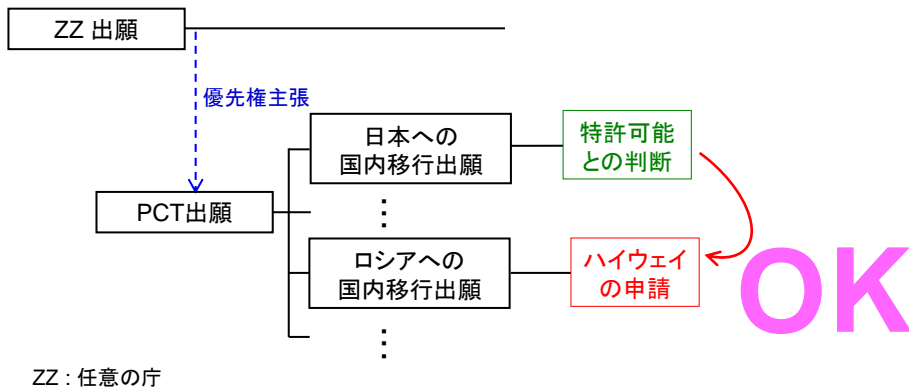 ZZ 出願
優先権主張
日本への
国内移行出願
特許可能
との判断
PCT出願
ロシアへの
国内移行出願
ハイウェイ
の申請
OK
ZZ : 任意の庁